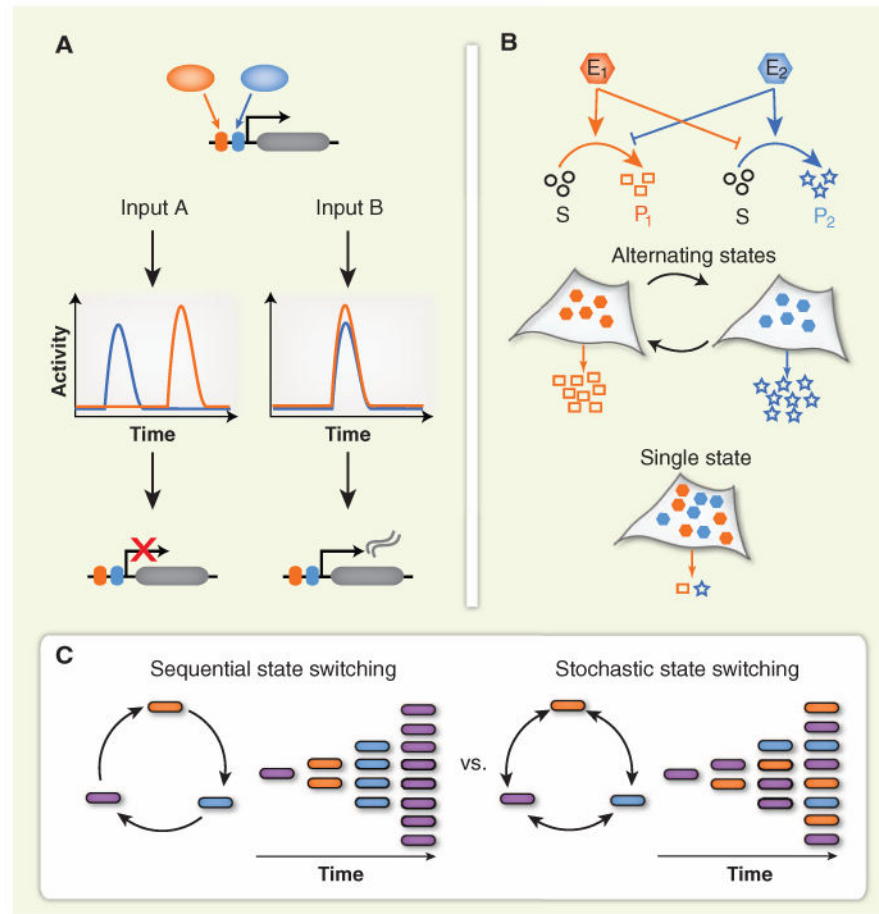 A
Input A
Input B
Activity
Time
Time
B
E1
E2
S
P1
S
P2
Alternating states
Single state
C
Sequential state switching
Stochastic state switching
vs.
Time
Time